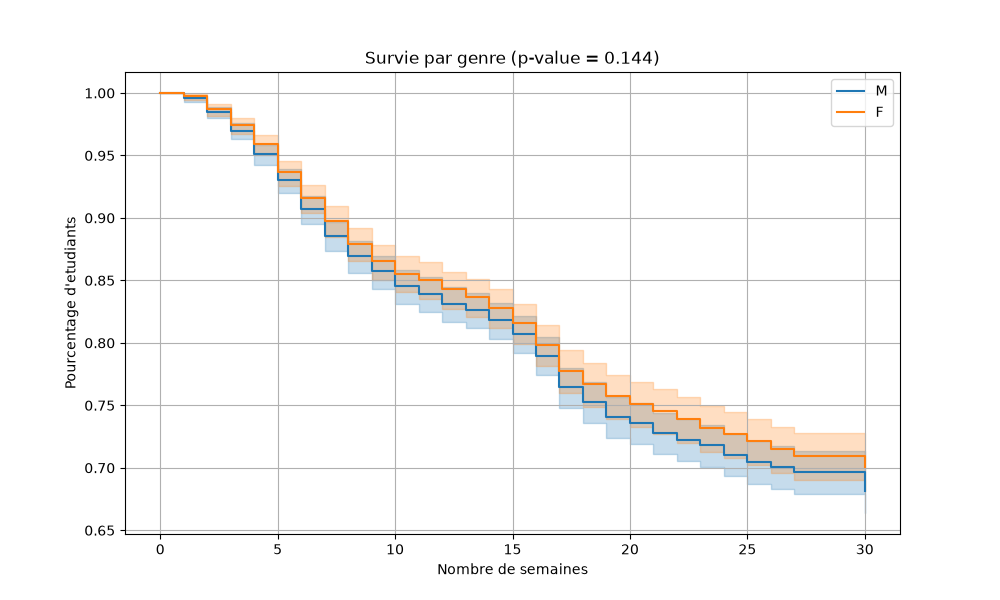 Survie par genre (p-value = 0.144)
M
F
Pourcentage d'etudiants
1.00
0.95
0.90
0.85
0.80
0.75
0.70
0.65
0 5 10 15 20 25 30
Nombre de semaines